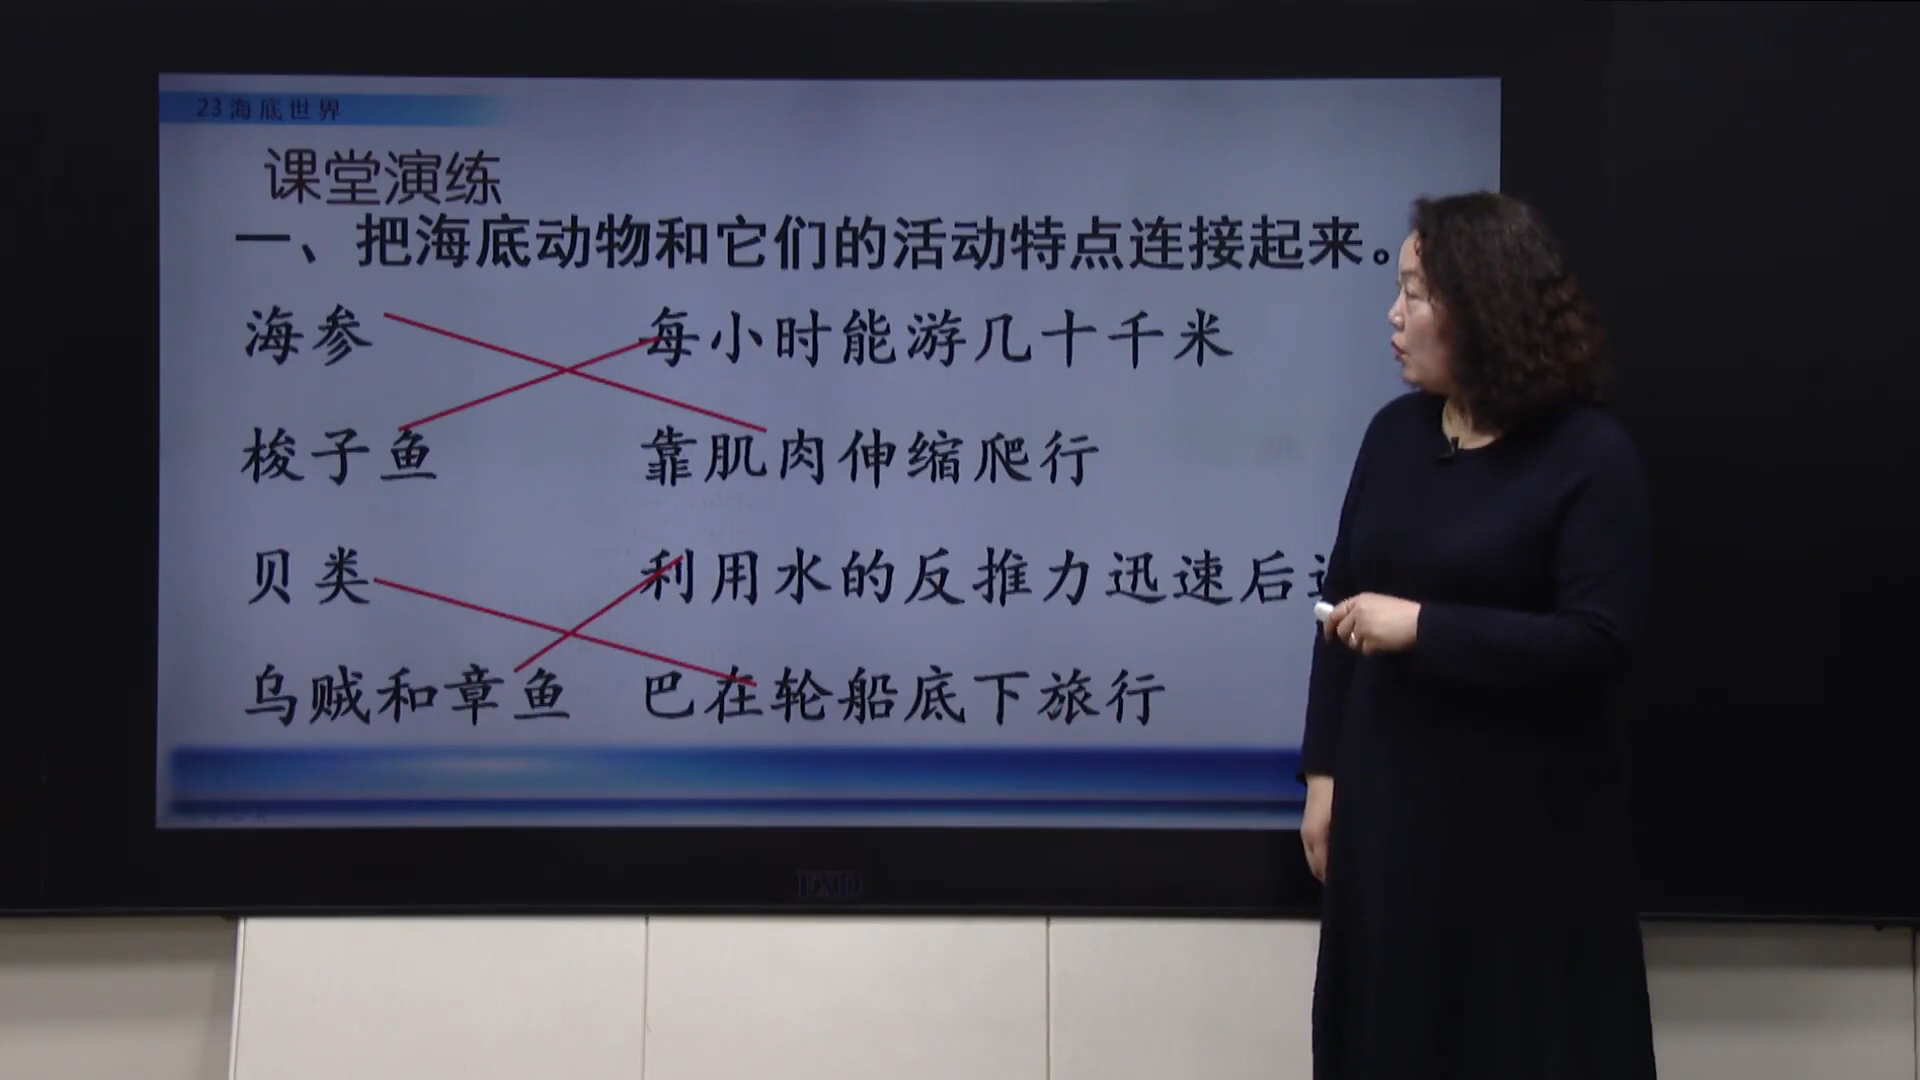 23海底世界
课堂演练
一、把海底动物和它们的活动特点连接起来。
海参 每小时能游几十千米
梭子鱼 靠肌肉伸缩爬行
贝类 利用水的反推力迅速后
乌贼和章鱼 巴在轮船底下旅行